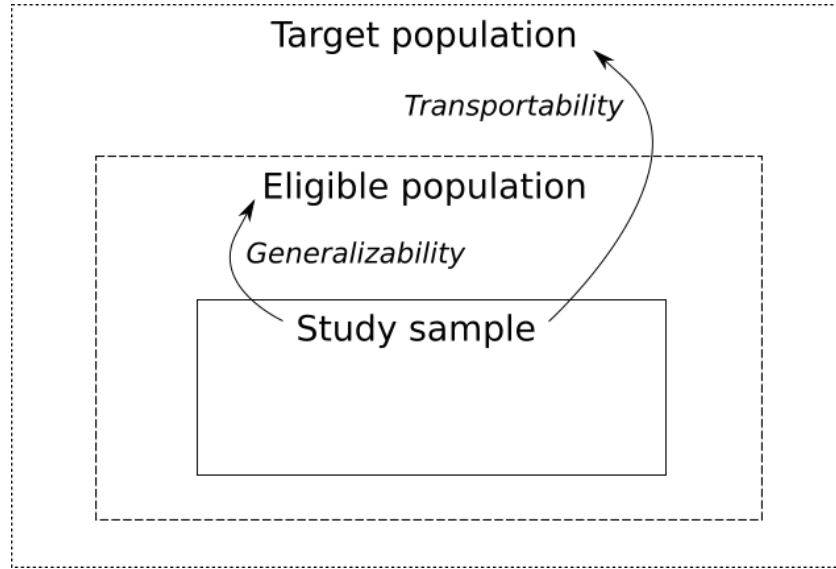 Target population
Transportability
Eligible population
Generalizability
Study sample